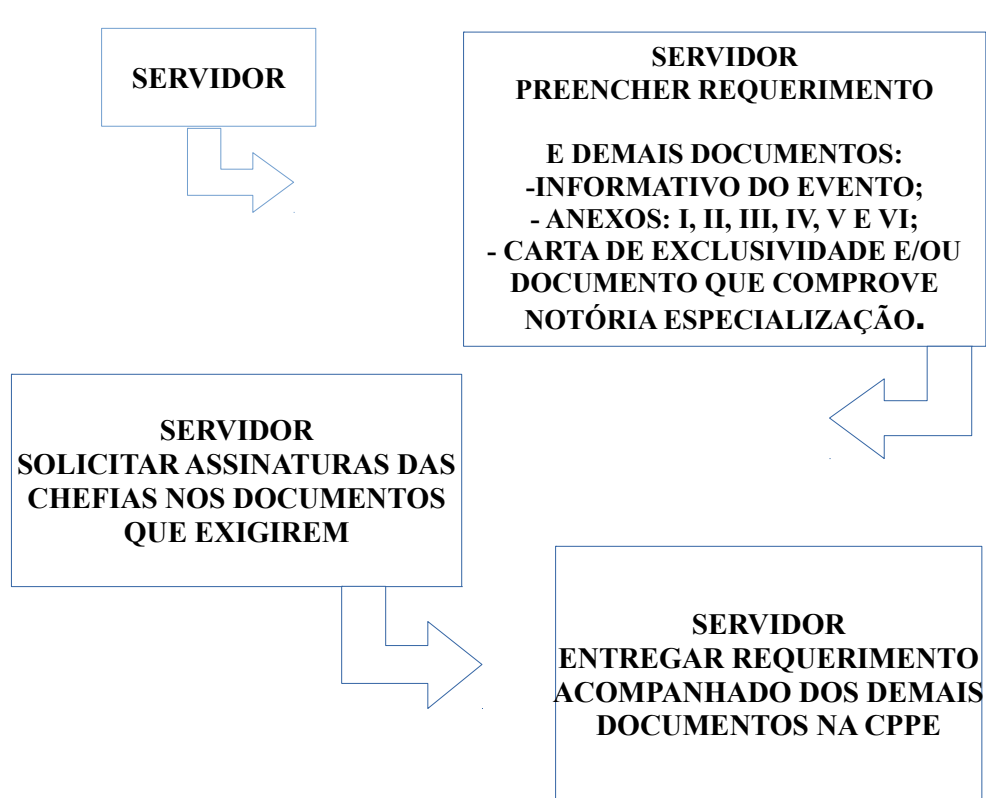 SERVIDOR
SERVIDOR
PREENCHER REQUERIMENTO
E DEMAIS DOCUMENTOS:
-INFORMATIVO DO EVENTO;
- ANEXOS: I, II, III, IV, V E VI;
- CARTA DE EXCLUSIVIDADE E/OU
DOCUMENTO QUE COMPROVE
NOTÓRIA ESPECIALIZAÇÃO.
SERVIDOR
SOLICITAR ASSINATURAS DAS
CHEFIAS NOS DOCUMENTOS
QUE EXIGIREM
SERVIDOR
ENTREGAR REQUERIMENTO
ACOMPANHADO DOS DEMAIS
DOCUMENTOS NA CPPE